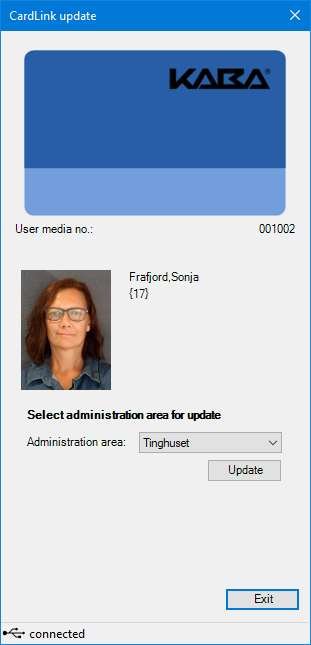 CardLink update
KABA®
User media no.: 001002
Frafjord,Sonja
{17}
Select administration area for update
Administration area: Tinghuset
Update
Exit
connected